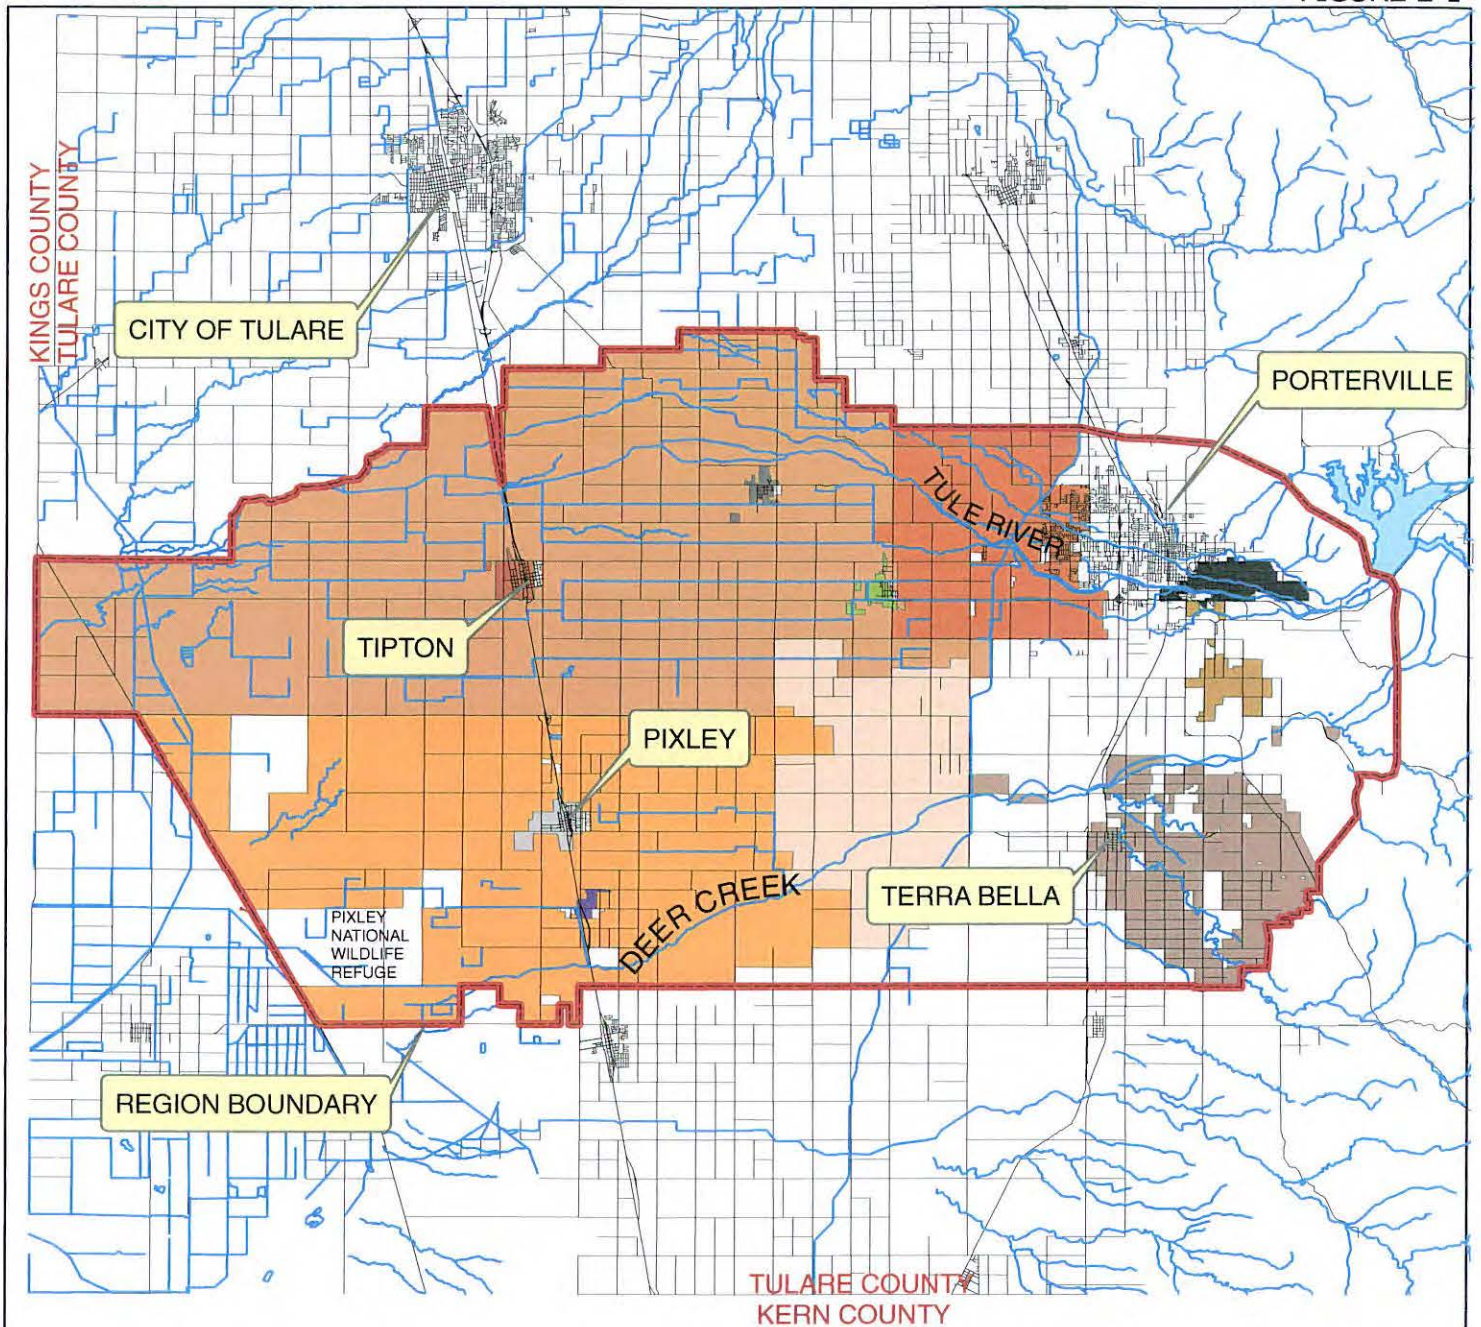 KINGS COUNTY
TULARE COUNTY
CITY OF TULARE
PORTERVILLE
TULE RIVER
TIPTON
PIXLEY
TERRA BELLA
DEER CREEK
PIXLEY
NATIONAL
WILDLIFE
REFUGE
REGION BOUNDARY
TULARE COUNTY
KERN COUNTY